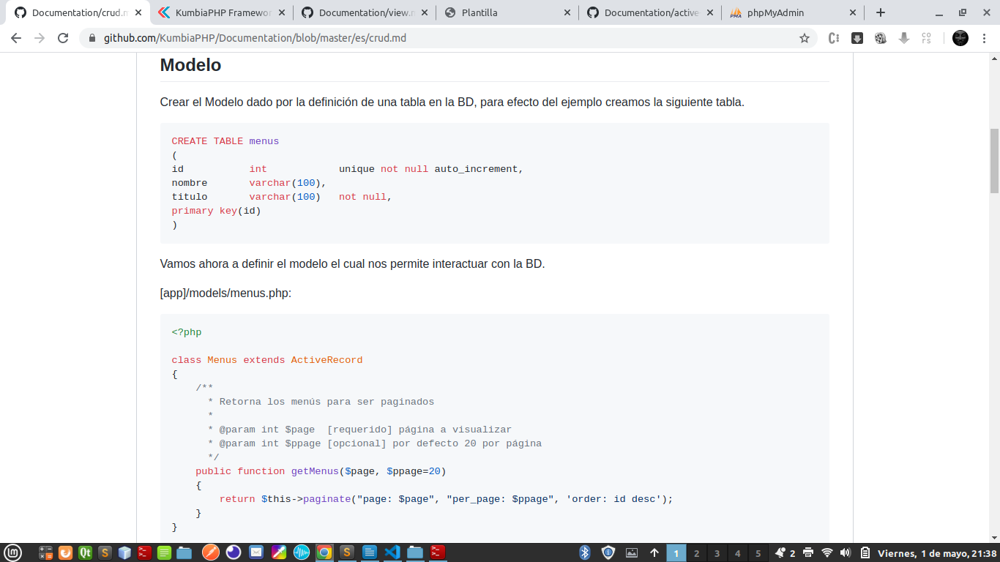 Documentation/crud.m
KumbiaPHP Framewor
Documentation/view.m
Plantilla
Documentation/active
phpMyAdmin
github.com/KumbiaPHP/Documentation/blob/master/es/crud.md
Modelo
Crear el Modelo dado por la definición de una tabla en la BD, para efecto del ejemplo creamos la siguiente tabla.
CREATE TABLE menus
(
id           int            unique not null auto_increment,
nombre       varchar(100),
titulo       varchar(100)   not null,
primary key(id)
)
Vamos ahora a definir el modelo el cual nos permite interactuar con la BD.
[app]/models/menus.php:
<?php
class Menus extends ActiveRecord
{
    /**
      * Retorna los menús para ser paginados
      *
      * @param int $page  [requerido] página a visualizar
      * @param int $ppage [opcional] por defecto 20 por página
      */
    public function getMenus($page, $ppage=20)
    {
        return $this->paginate("page: $page", "per_page: $ppage", 'order: id desc');
    }
}
1 2 3 4 5 2 Viernes, 1 de mayo, 21:38